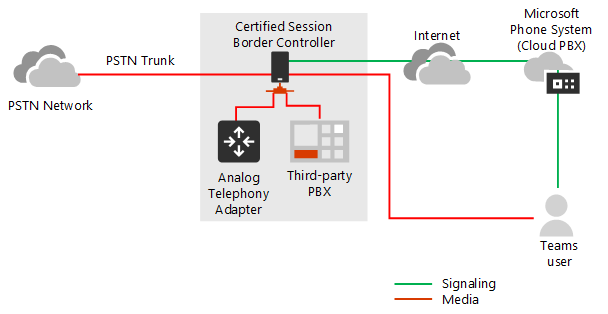 Certified Session
Border Controller
Microsoft
Phone System
(Cloud PBX)
Internet
PSTN Trunk
PSTN Network
Analog
Telephony
Adapter
Third-party
PBX
Teams
user
Signaling
Media